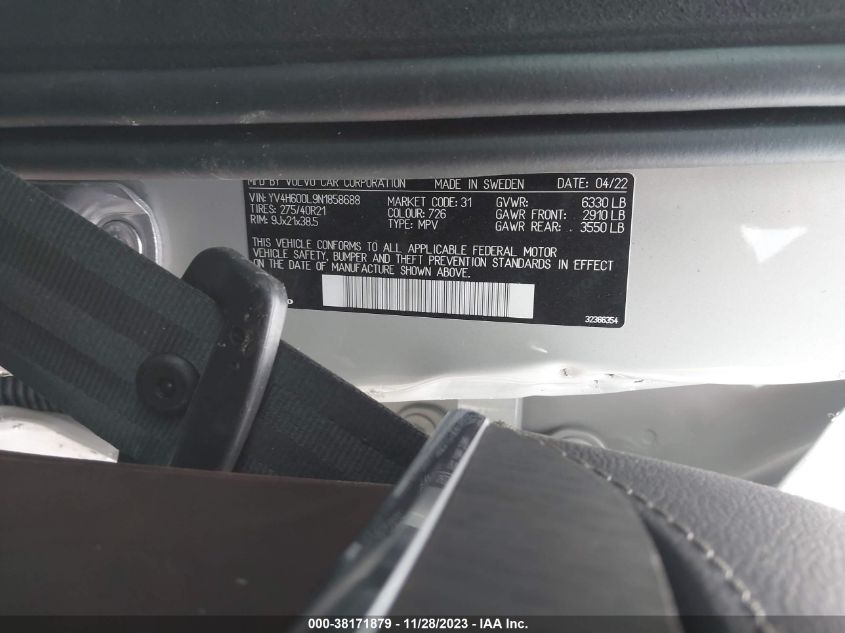 MFD BY VOLVO CAR CORPORATION MADE IN SWEDEN DATE: 04/22
VIN: YV4H600L9N1858688 MARKET CODE: 31 GVWR: 6330 LB
TIRES: 275/40R21 COLOUR: 726 GAWR FRONT: 2910 LB
RIM: 9Jx21x38.5 TYPE: MPV GAWR REAR: 3550 LB
THIS VEHICLE CONFORMS TO ALL APPLICABLE FEDERAL MOTOR
VEHICLE SAFETY, BUMPER AND THEFT PREVENTION STANDARDS IN EFFECT
ON THE DATE OF MANUFACTURE SHOWN ABOVE.
32366354
000-38171879 - 11/28/2023 - IAA Inc.